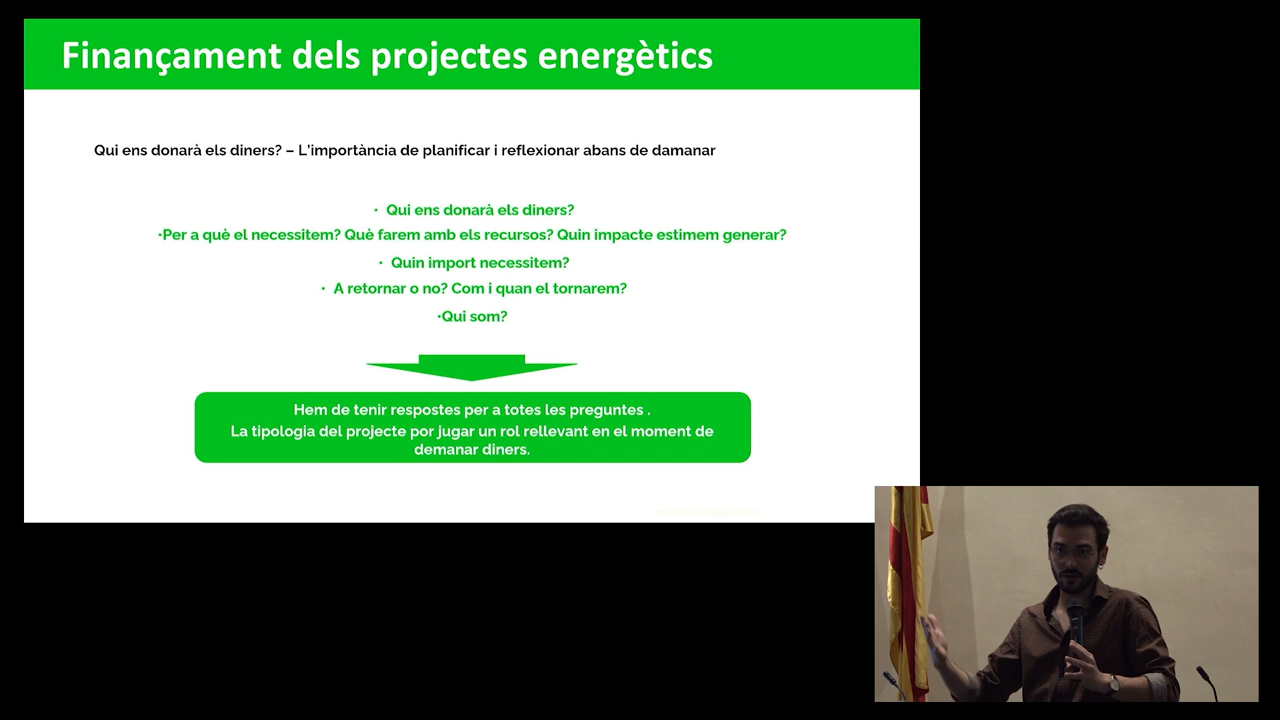 Finançament dels projectes energètics
Qui ens donarà els diners? – L'importància de planificar i reflexionar abans de damanar
• Qui ens donarà els diners?
•Per a què el necessitem? Què farem amb els recursos? Quin impacte estimem generar?
• Quin import necessitem?
• A retornar o no? Com i quan el tornarem?
•Qui som?
Hem de tenir respostes per a totes les preguntes .
La tipologia del projecte por jugar un rol rellevant en el moment de
demanar diners.